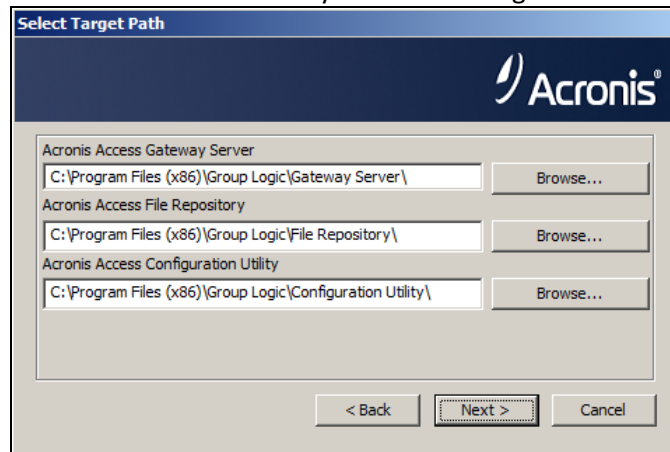 Select Target Path
Acronis®
Acronis Access Gateway Server
C:\Program Files (x86)\Group Logic\Gateway Server\
Browse...
Acronis Access File Repository
C:\Program Files (x86)\Group Logic\File Repository\
Browse...
Acronis Access Configuration Utility
C:\Program Files (x86)\Group Logic\Configuration Utility\
Browse...
< Back
Next >
Cancel